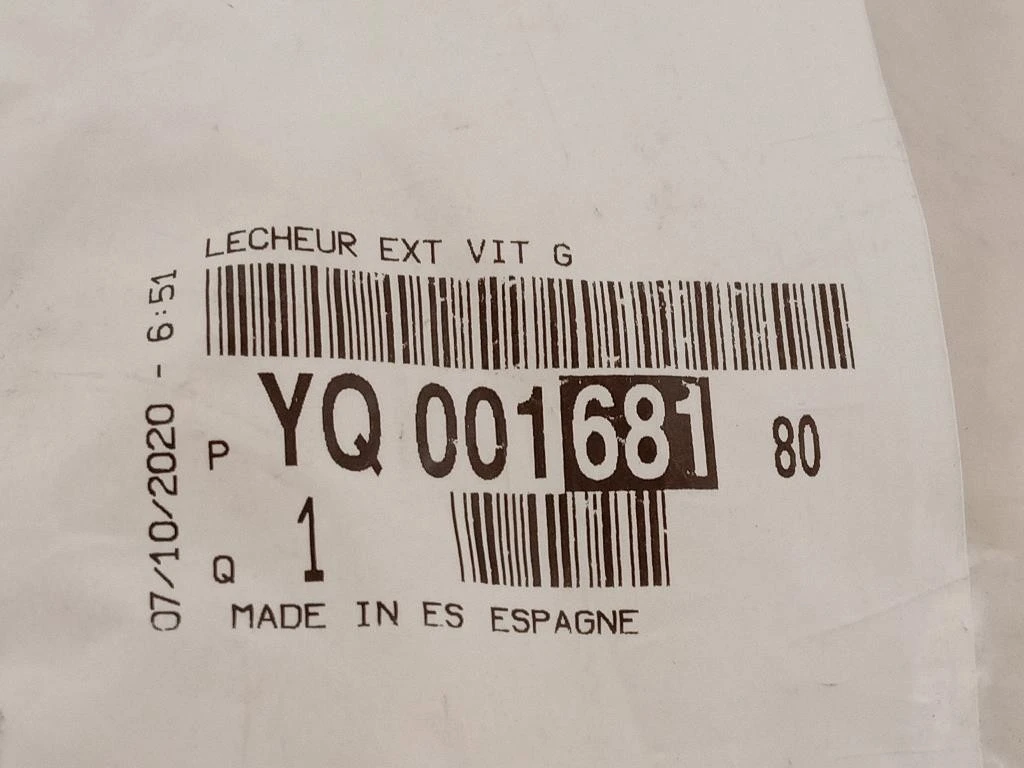 LECHEUR EXT VIT G
07/10/2020 - 6:51
P YQ 001681 80
Q 1
MADE IN ES ESPAGNE